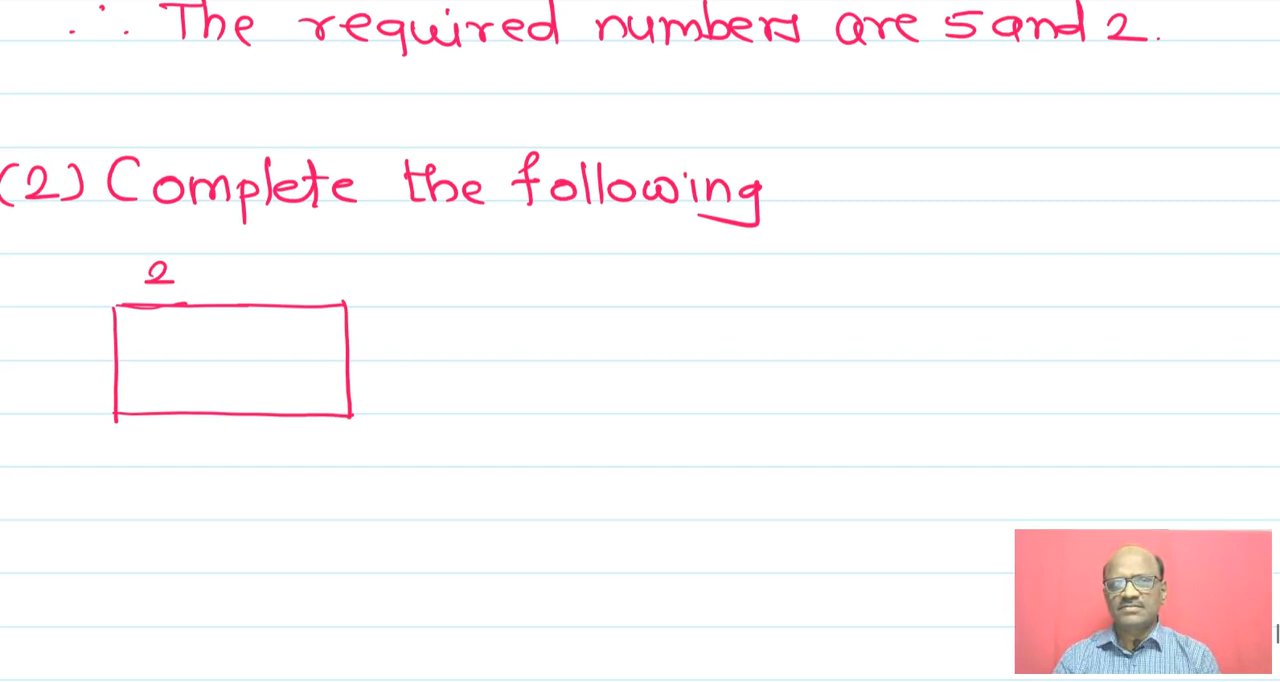 ∴ The required numbers are 5 and 2.
(2) Complete the following
2